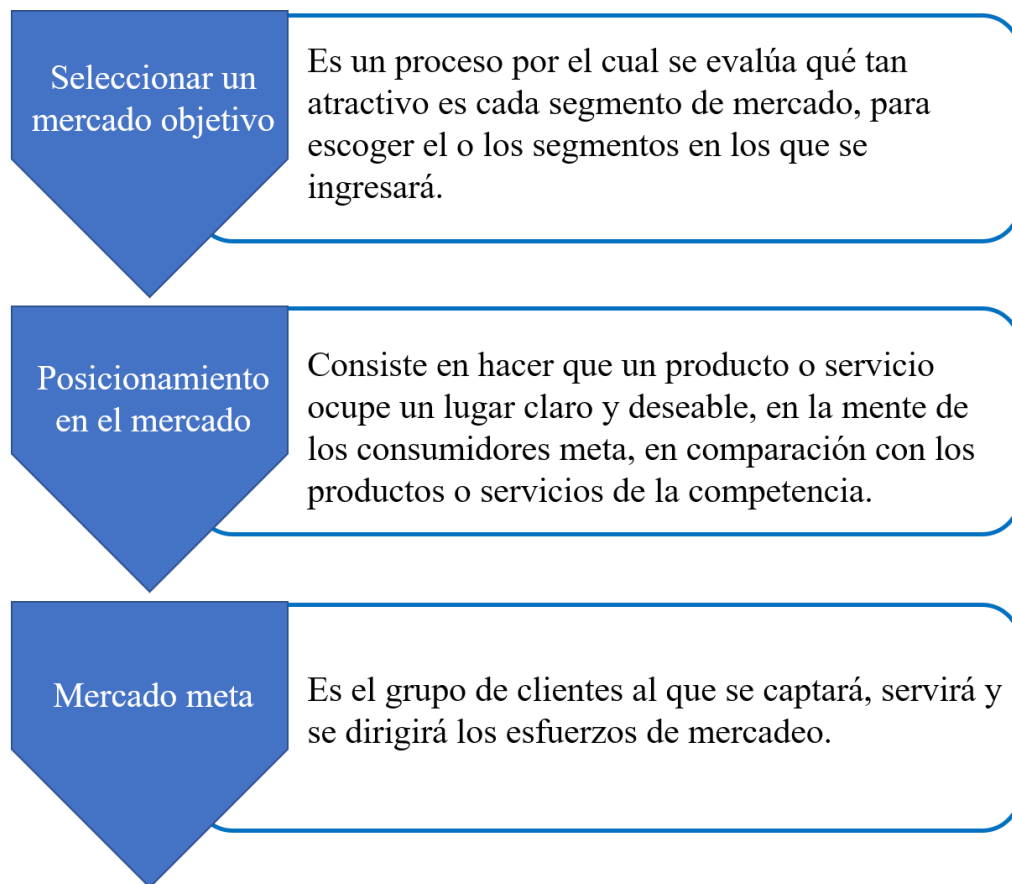 Seleccionar un
mercado objetivo
Es un proceso por el cual se evalúa qué tan
atractivo es cada segmento de mercado, para
escoger el o los segmentos en los que se
ingresará.
Posicionamiento
en el mercado
Consiste en hacer que un producto o servicio
ocupe un lugar claro y deseable, en la mente de
los consumidores meta, en comparación con los
productos o servicios de la competencia.
Mercado meta
Es el grupo de clientes al que se captará, servirá y
se dirigirá los esfuerzos de mercadeo.